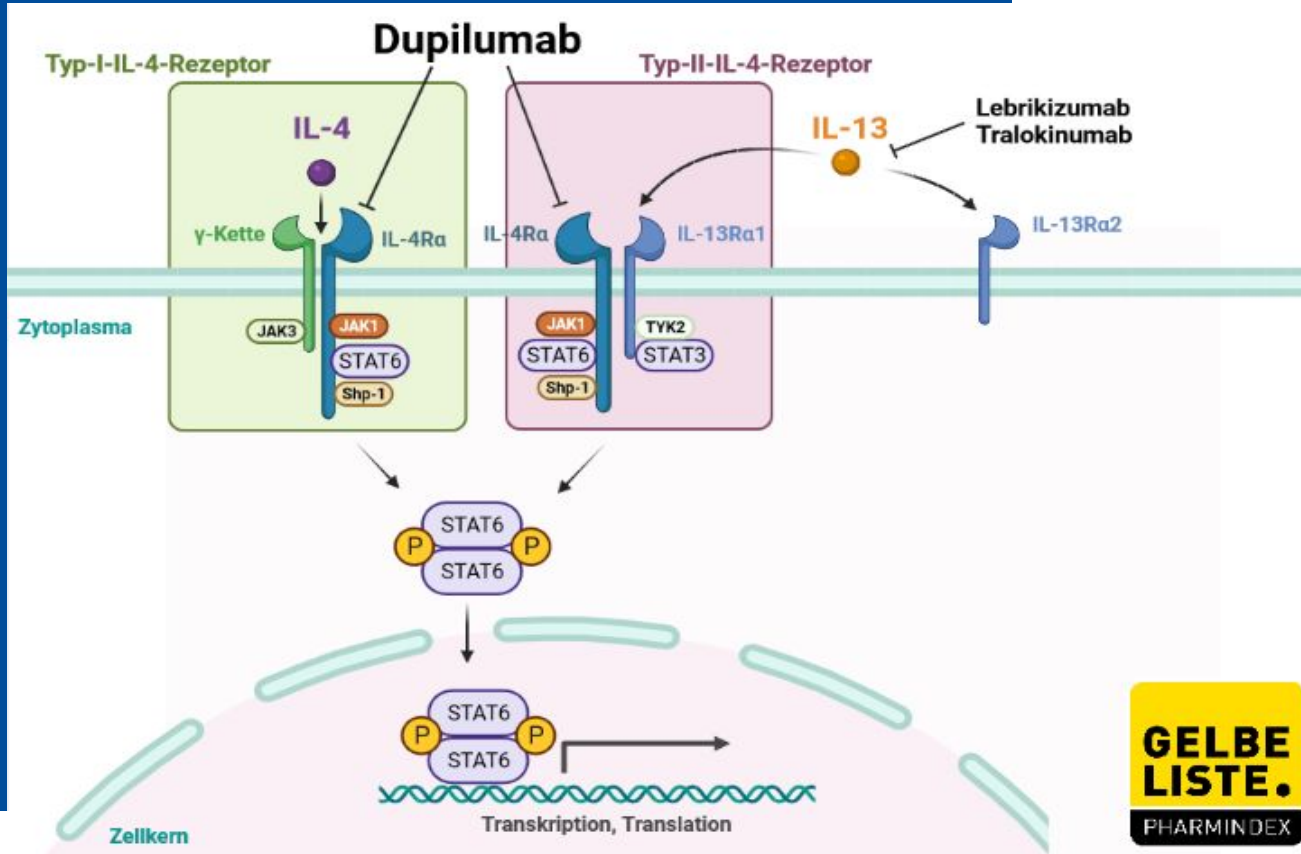 Dupilumab
Typ-I-IL-4-Rezeptor
Typ-II-IL-4-Rezeptor
IL-4
IL-13
Lebrikizumab
Tralokinumab
γ-Kette
IL-4Rα
IL-4Rα
IL-13Rα1
IL-13Rα2
Zytoplasma
JAK3
JAK1
STAT6
Shp-1
JAK1
STAT6
Shp-1
TYK2
STAT3
STAT6
P
P
STAT6
STAT6
P
P
STAT6
Transkription, Translation
Zellkern
GELBE
LISTE.
PHARMINDEX